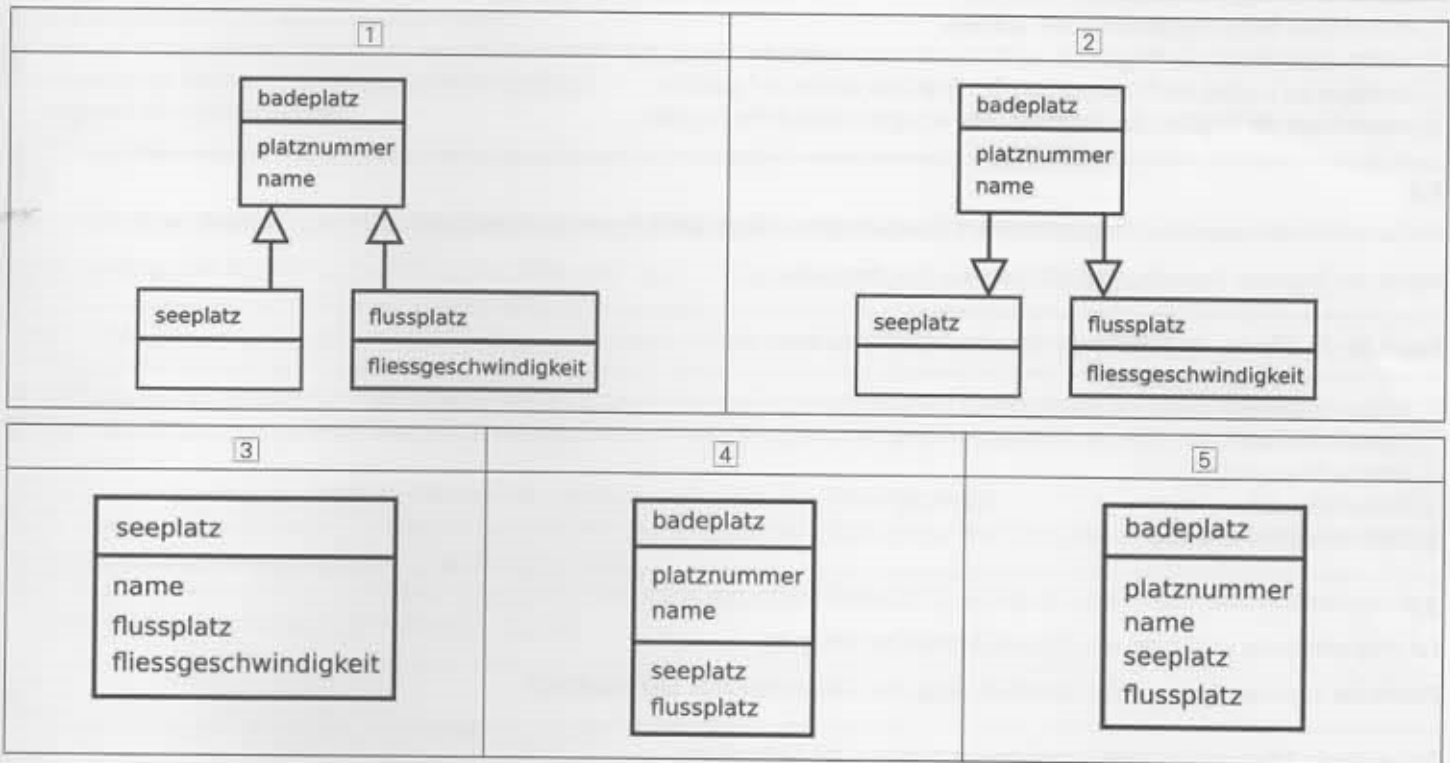 1
badeplatz
platznummer
name
seeplatz
flussplatz
fliessgeschwindigkeit
2
badeplatz
platznummer
name
seeplatz
flussplatz
fliessgeschwindigkeit
3
seeplatz
name
flussplatz
fliessgeschwindigkeit
4
badeplatz
platznummer
name
seeplatz
flussplatz
5
badeplatz
platznummer
name
seeplatz
flussplatz